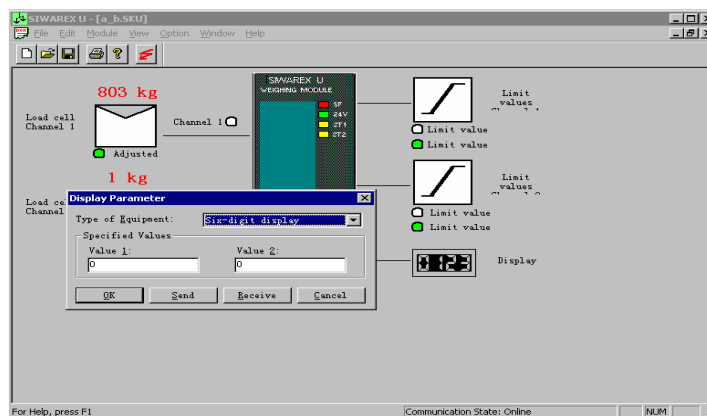 SIWAREX U - [a_b.SKU]
File Edit Module View Option Window Help
803 kg
Load cell
Channel 1
Adjusted
Channel 1
SIWAREX U
WEIGHING MODULE
SF
24V
ST1
ST2
Limit
values
Limit value
Limit value
1 kg
Channel
Limit
values
Limit value
Limit value
Display Parameter
Type of Equipment: Six-digit display
Specified Values
Value 1: Value 2:
0 0
OK Send Receive Cancel
Display
For Help, press F1 Communication State: Online NUM